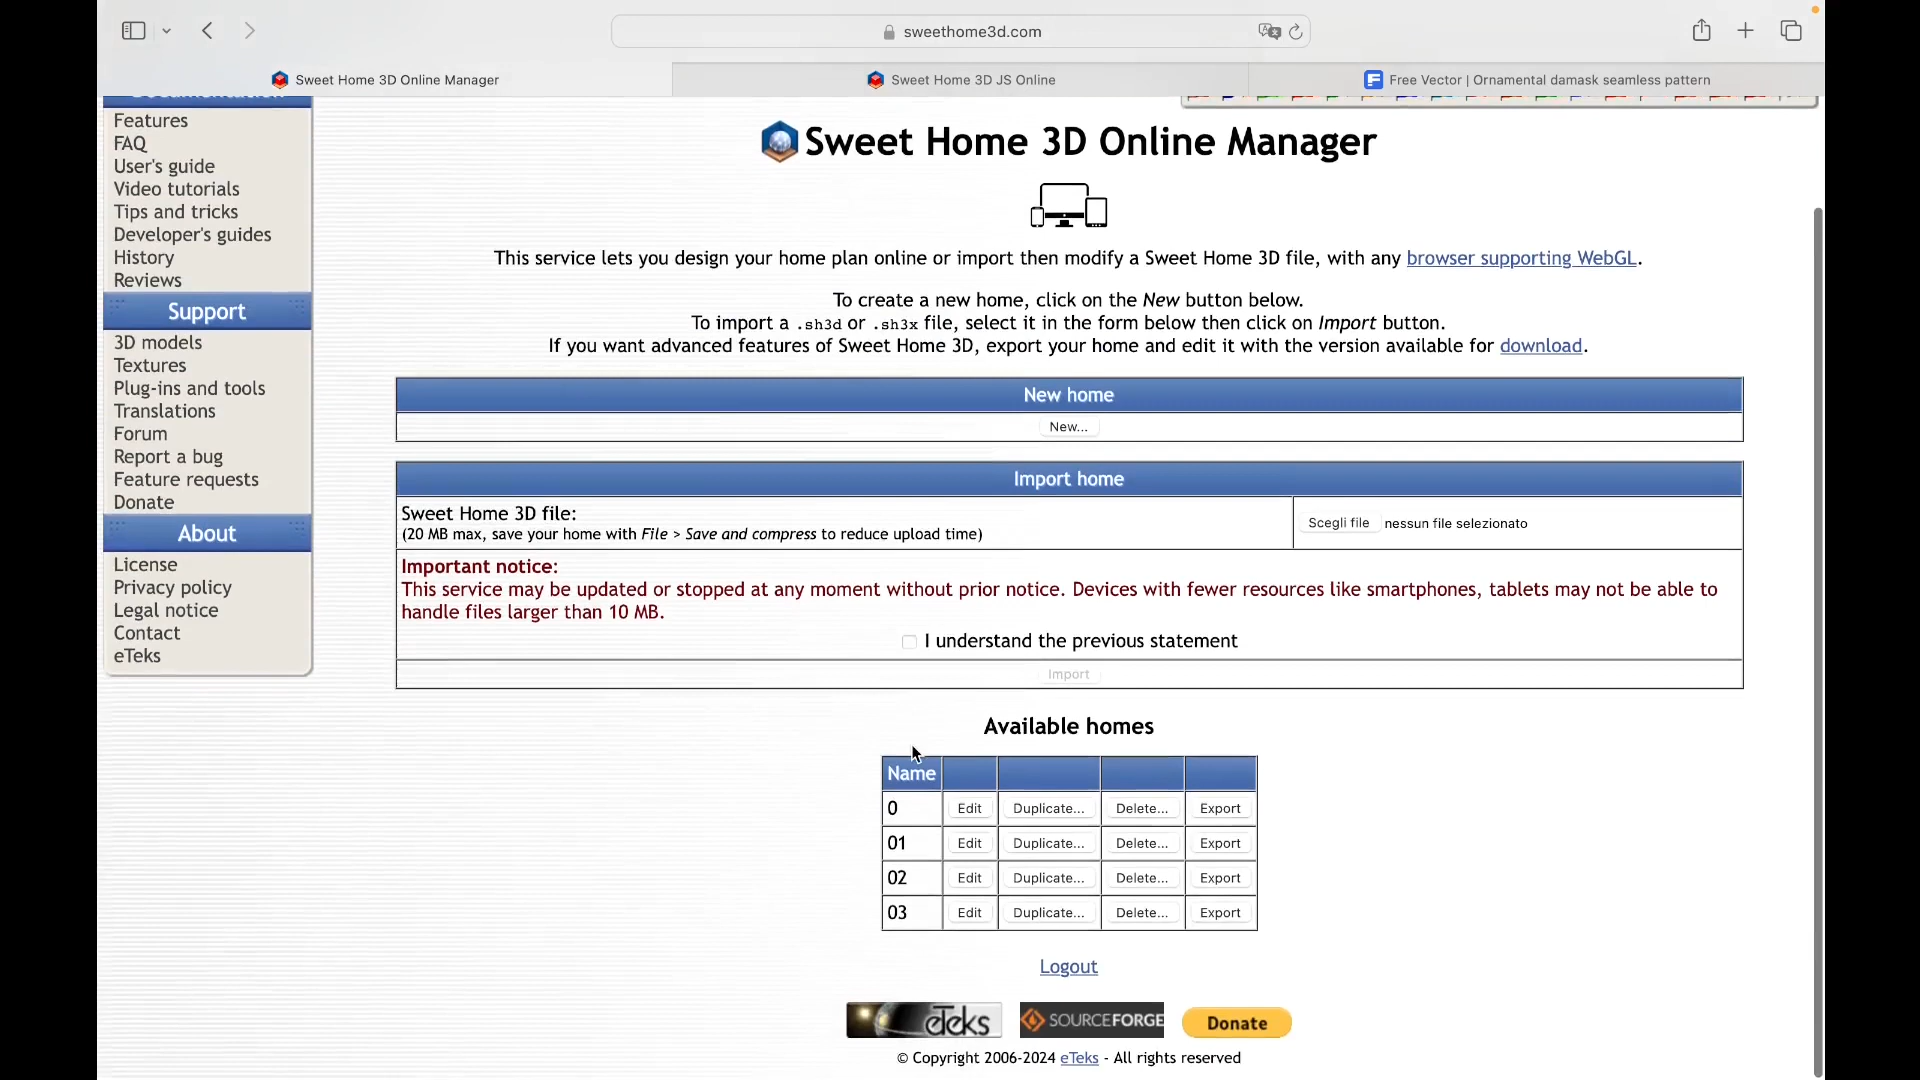 sweethome3d.com
Sweet Home 3D Online Manager
Sweet Home 3D JS Online
Free Vector | Ornamental damask seamless pattern
Features
FAQ
User's guide
Video tutorials
Tips and tricks
Developer's guides
History
Reviews
Support
3D models
Textures
Plug-ins and tools
Translations
Forum
Report a bug
Feature requests
Donate
About
License
Privacy policy
Legal notice
Contact
eTeks
Sweet Home 3D Online Manager
This service lets you design your home plan online or import then modify a Sweet Home 3D file, with any browser supporting WebGL.
To create a new home, click on the New button below.
To import a .sh3d or .sh3x file, select it in the form below then click on Import button.
If you want advanced features of Sweet Home 3D, export your home and edit it with the version available for download.
New home
New...
Import home
Sweet Home 3D file:
(20 MB max, save your home with File > Save and compress to reduce upload time)
Scegli file nessun file selezionato
Important notice:
This service may be updated or stopped at any moment without prior notice. Devices with fewer resources like smartphones, tablets may not be able to
handle files larger than 10 MB.
I understand the previous statement
Import
Available homes
Name
0 Edit Duplicate... Delete... Export
01 Edit Duplicate... Delete... Export
02 Edit Duplicate... Delete... Export
03 Edit Duplicate... Delete... Export
Logout
eTeks SOURCEFORGE Donate
© Copyright 2006-2024 eTeks - All rights reserved